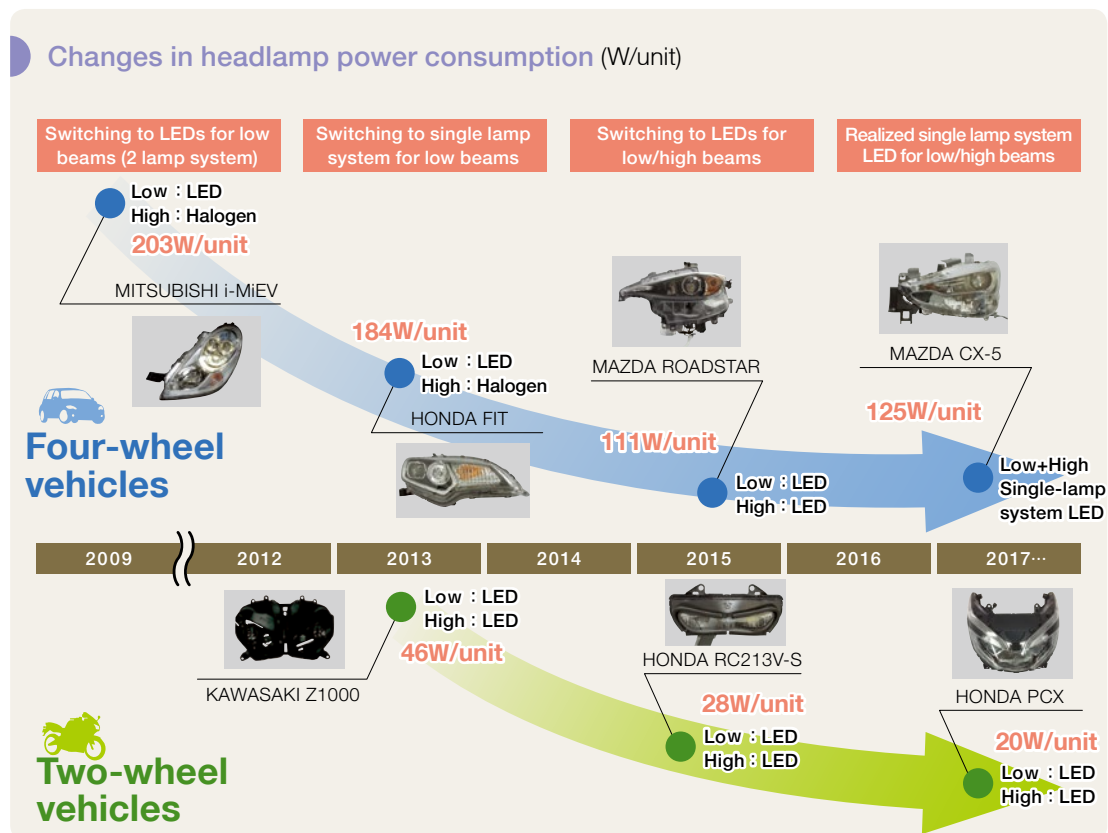 Changes in headlamp power consumption (W/unit)
Switching to LEDs for low
beams (2 lamp system)
Switching to single lamp
system for low beams
Switching to LEDs for
low/high beams
Realized single lamp system
LED for low/high beams
Low : LED
High : Halogen
203W/unit
MITSUBISHI i-MiEV
184W/unit
Low : LED
High : Halogen
HONDA FIT
MAZDA ROADSTAR
111W/unit
Low : LED
High : LED
MAZDA CX-5
125W/unit
Low+High
Single-lamp
system LED
Four-wheel
vehicles
2009
2012
2013
2014
2015
2016
2017…
Low : LED
High : LED
46W/unit
KAWASAKI Z1000
HONDA RC213V-S
28W/unit
Low : LED
High : LED
HONDA PCX
20W/unit
Low : LED
High : LED
Two-wheel
vehicles